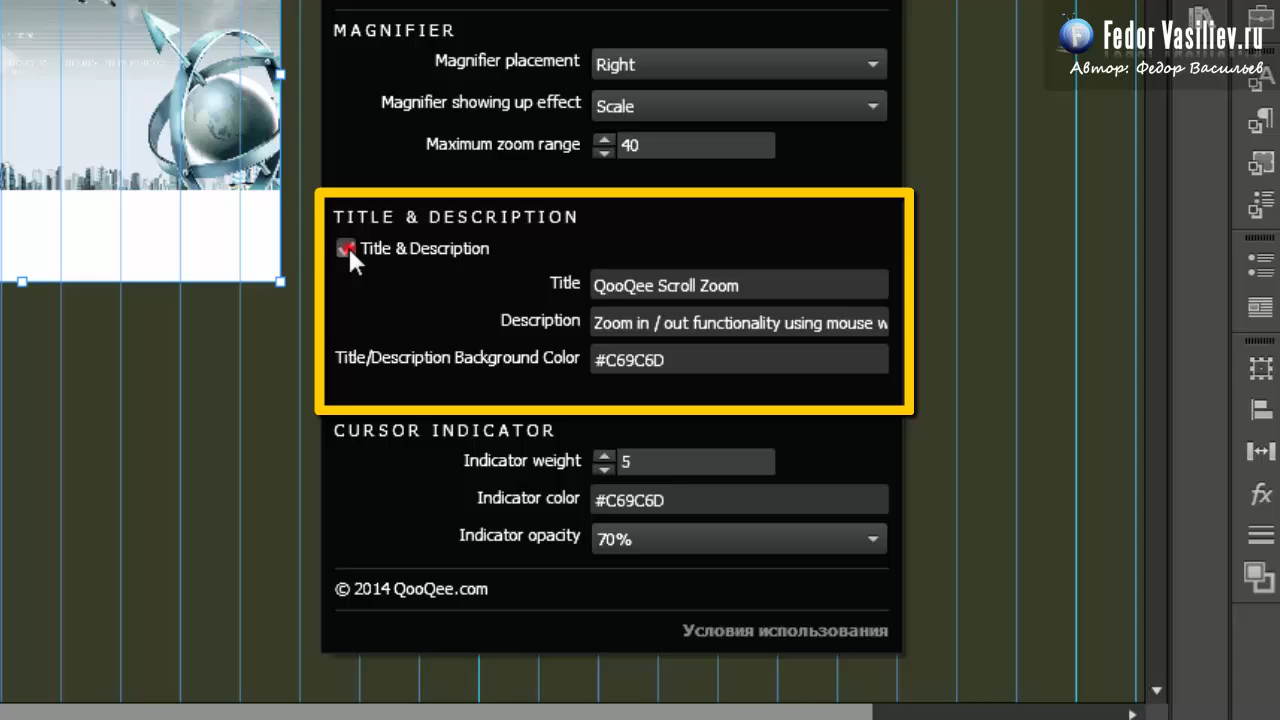 Fedor Vasiliev.ru
Автор: Федор Васильев
MAGNIFIER
Magnifier placement Right
Magnifier showing up effect Scale
Maximum zoom range 40
TITLE & DESCRIPTION
Title & Description
Title QooQee Scroll Zoom
Description Zoom in / out functionality using mouse w
Title/Description Background Color #C69C6D
CURSOR INDICATOR
Indicator weight 5
Indicator color #C69C6D
Indicator opacity 70%
© 2014 QooQee.com
Условия использования